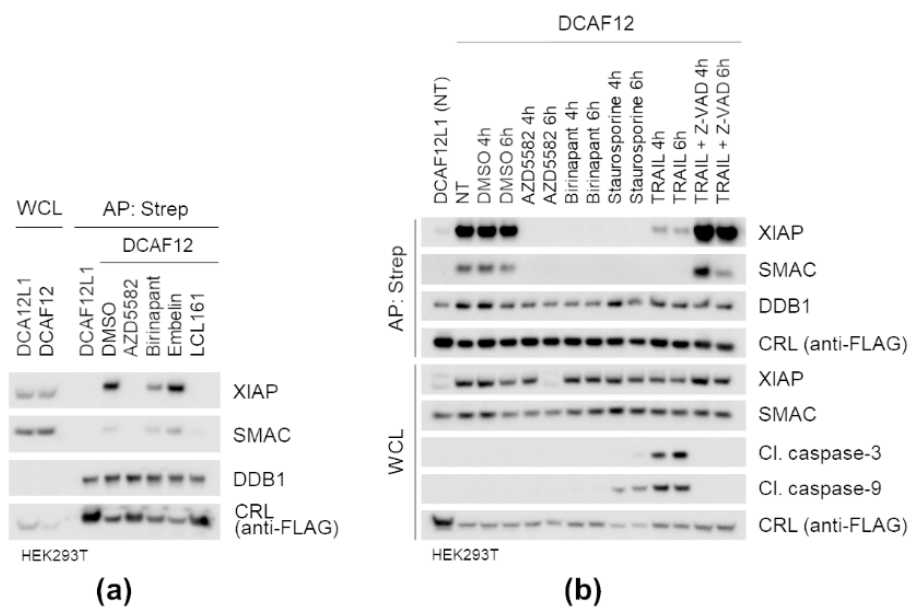 WCL
AP: Strep
DCAF12
DCA12L1
DCAF12
DCAF12L1
DMSO
AZD5582
Birinapant
Embelin
LCL161
XIAP
SMAC
DDB1
CRL
(anti-FLAG)
HEK293T
(a)
DCAF12
DCAF12L1 (NT)
NT
DMSO 4h
DMSO 6h
AZD5582 4h
AZD5582 6h
Birinapant 4h
Birinapant 6h
Staurosporine 4h
Staurosporine 6h
TRAIL 4h
TRAIL 6h
TRAIL + Z-VAD 4h
TRAIL + Z-VAD 6h
AP: Strep
XIAP
SMAC
DDB1
CRL (anti-FLAG)
WCL
XIAP
SMAC
Cl. caspase-3
Cl. caspase-9
CRL (anti-FLAG)
HEK293T
(b)